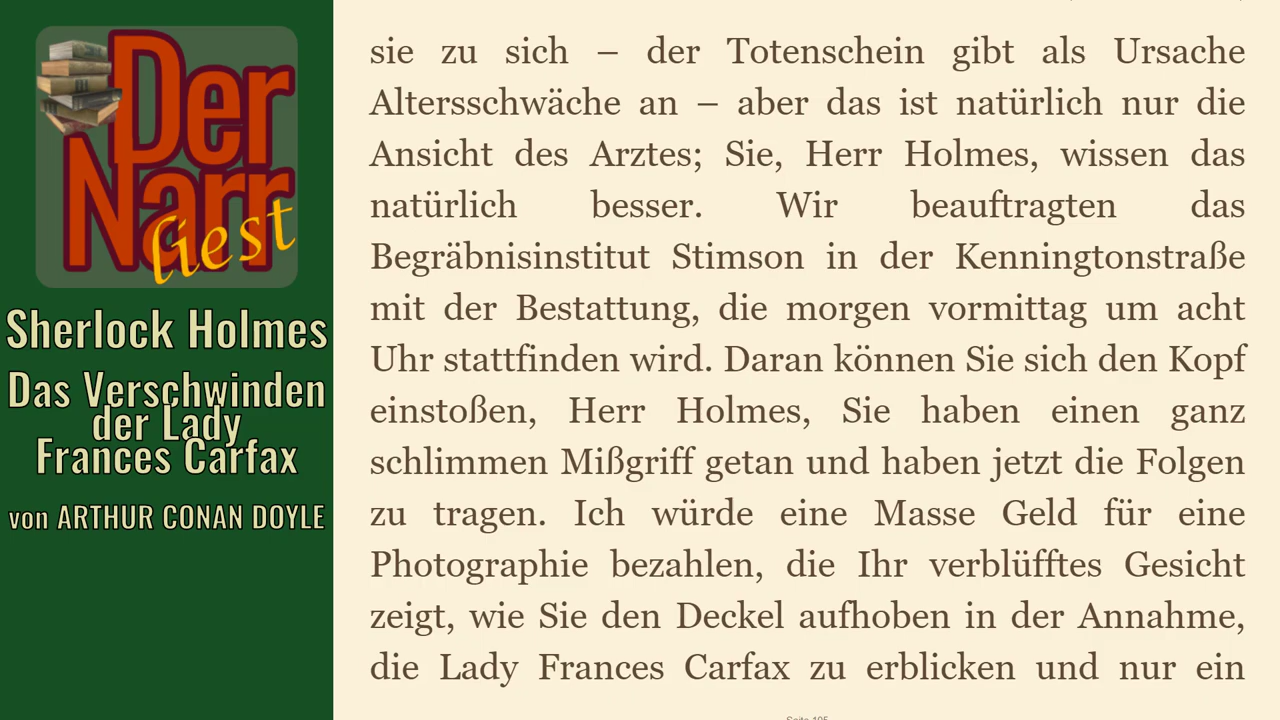 Der
Narr
liest
Sherlock Holmes
Das Verschwinden
der Lady
Frances Carfax
von ARTHUR CONAN DOYLE
sie zu sich – der Totenschein gibt als Ursache
Altersschwäche an – aber das ist natürlich nur die
Ansicht des Arztes; Sie, Herr Holmes, wissen das
natürlich besser. Wir beauftragten das
Begräbnisinstitut Stimson in der Kenningtonstraße
mit der Bestattung, die morgen vormittag um acht
Uhr stattfinden wird. Daran können Sie sich den Kopf
einstoßen, Herr Holmes, Sie haben einen ganz
schlimmen Mißgriff getan und haben jetzt die Folgen
zu tragen. Ich würde eine Masse Geld für eine
Photographie bezahlen, die Ihr verblüfftes Gesicht
zeigt, wie Sie den Deckel aufhoben in der Annahme,
die Lady Frances Carfax zu erblicken und nur ein